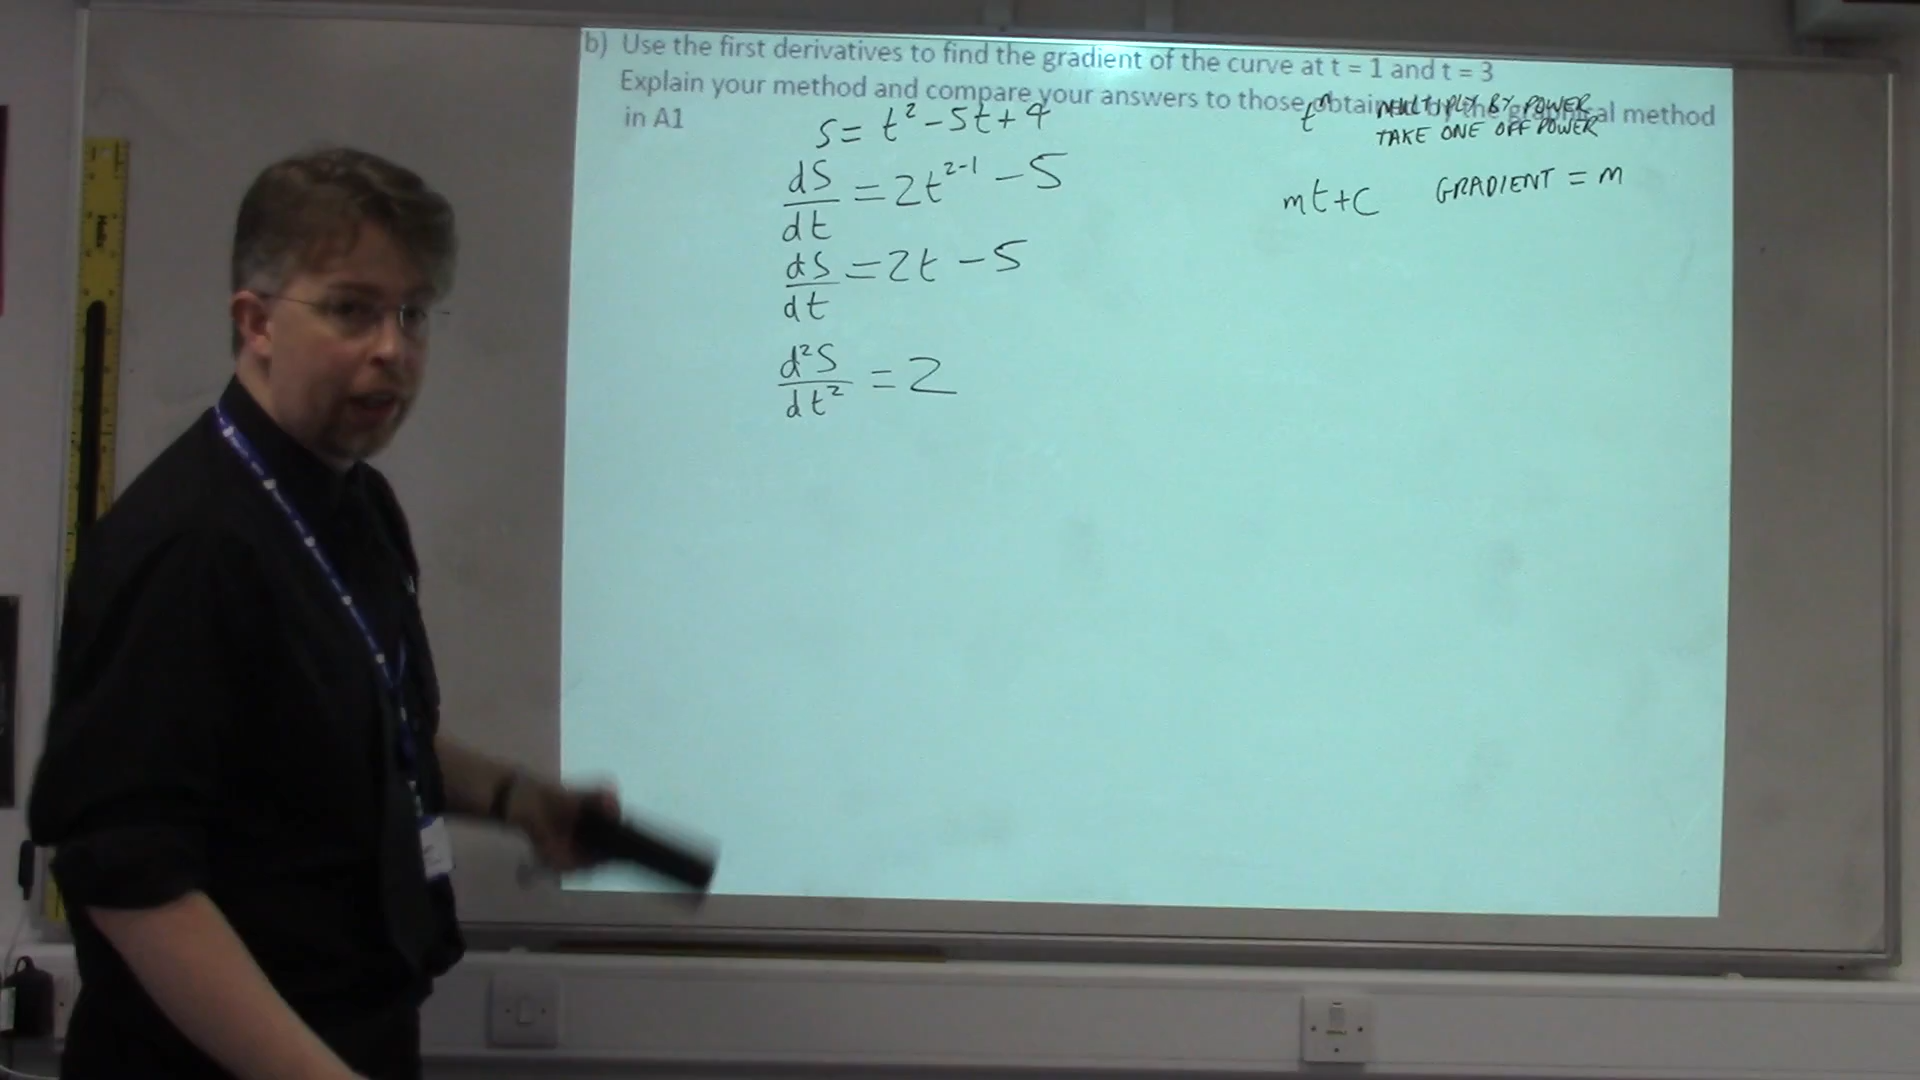 b) Use the first derivatives to find the gradient of the curve at t = 1 and t = 3
Explain your method and compare your answers to those obtained by the graphical method
in A1
S = t² - 5t + 4
dS/dt = 2t²⁻¹ - 5
dS/dt = 2t - 5
d²S/dt² = 2
tⁿ MULTIPLY BY POWER
TAKE ONE OFF POWER
mt+c GRADIENT = m